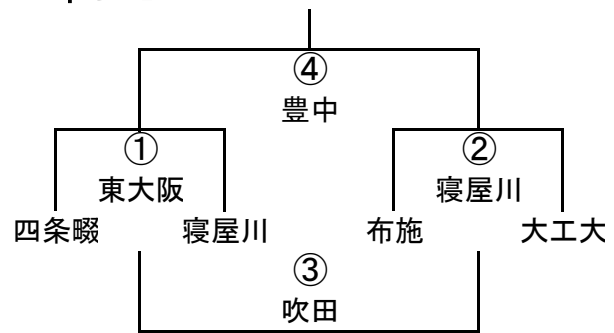 ④
豊中
① ②
東大阪 寝屋川
四条畷 寝屋川 布施 大工大
③
吹田